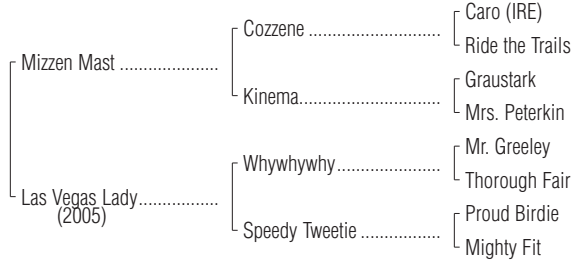 Caro (IRE)
Cozzene ........................
Ride the Trails
Mizzen Mast ....................
Graustark
Kinema..........................
Mrs. Peterkin
Mr. Greeley
Whywhywhy...................
Thorough Fair
Las Vegas Lady................
(2005)
Proud Birdie
Speedy Tweetie ...............
Mighty Fit